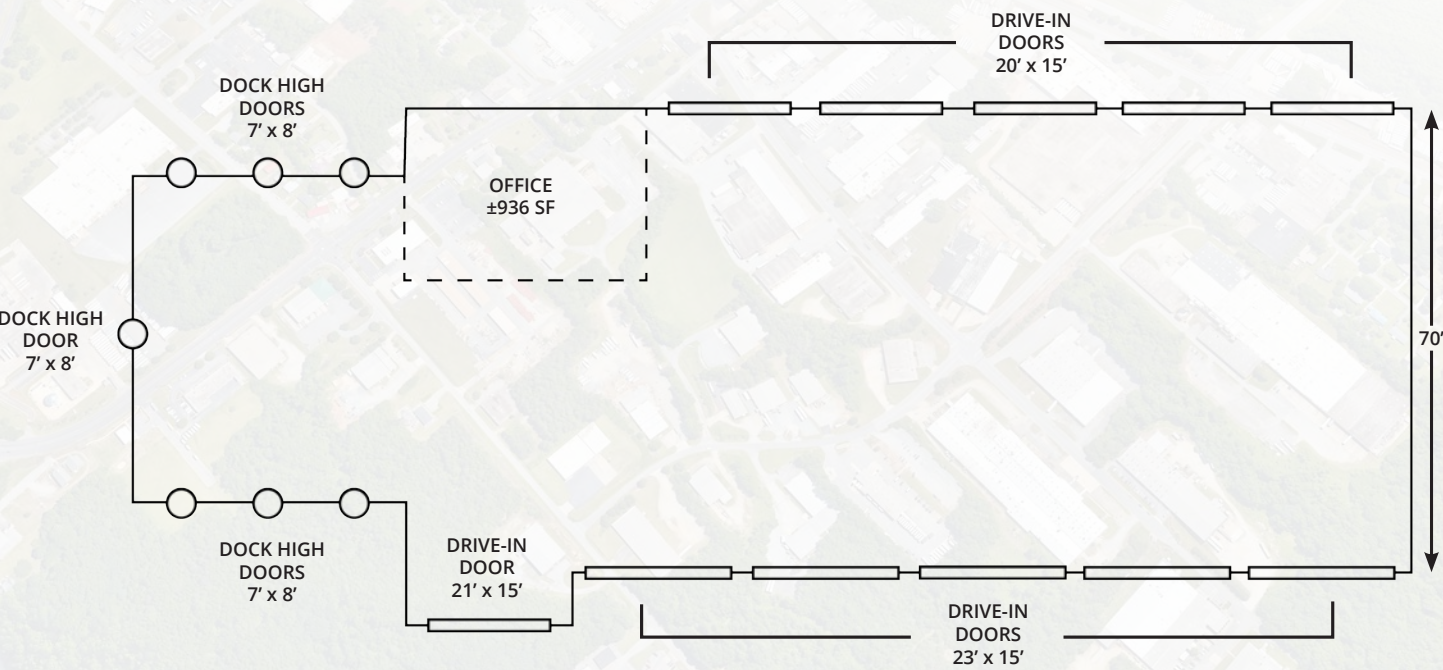 DRIVE-IN
DOORS
20’ x 15’
DOCK HIGH
DOORS
7’ x 8’
OFFICE
±936 SF
DOCK HIGH
DOOR
7’ x 8’
70’
DOCK HIGH
DOORS
7’ x 8’
DRIVE-IN
DOOR
21’ x 15’
DRIVE-IN
DOORS
23’ x 15’